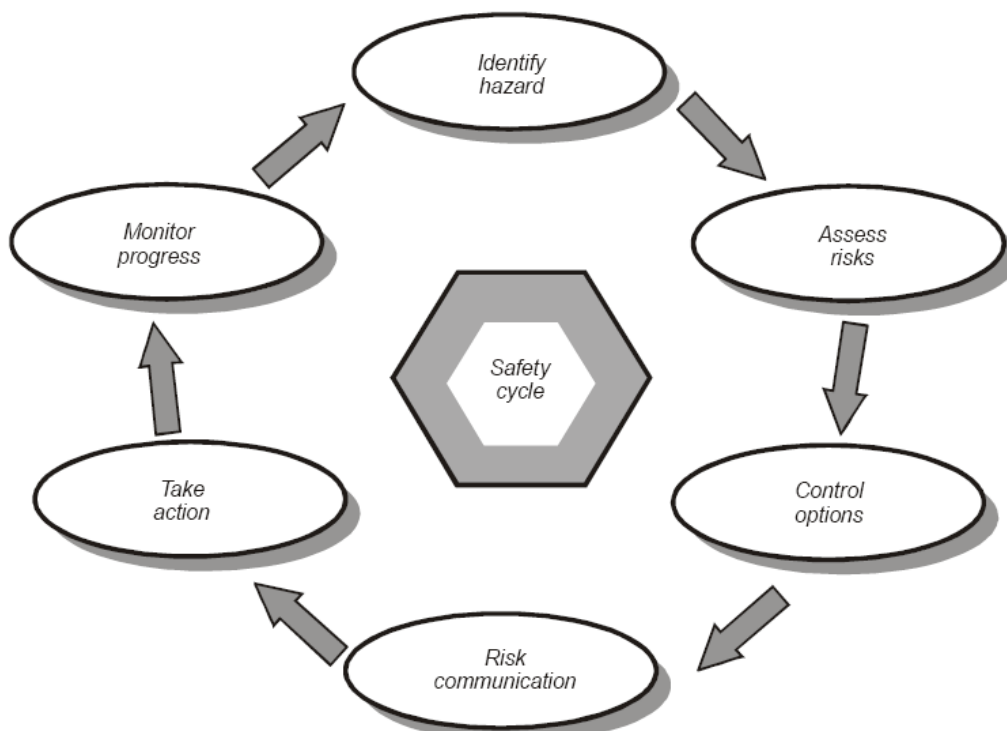 Identify
hazard
Assess
risks
Control
options
Risk
communication
Take
action
Monitor
progress
Safety
cycle